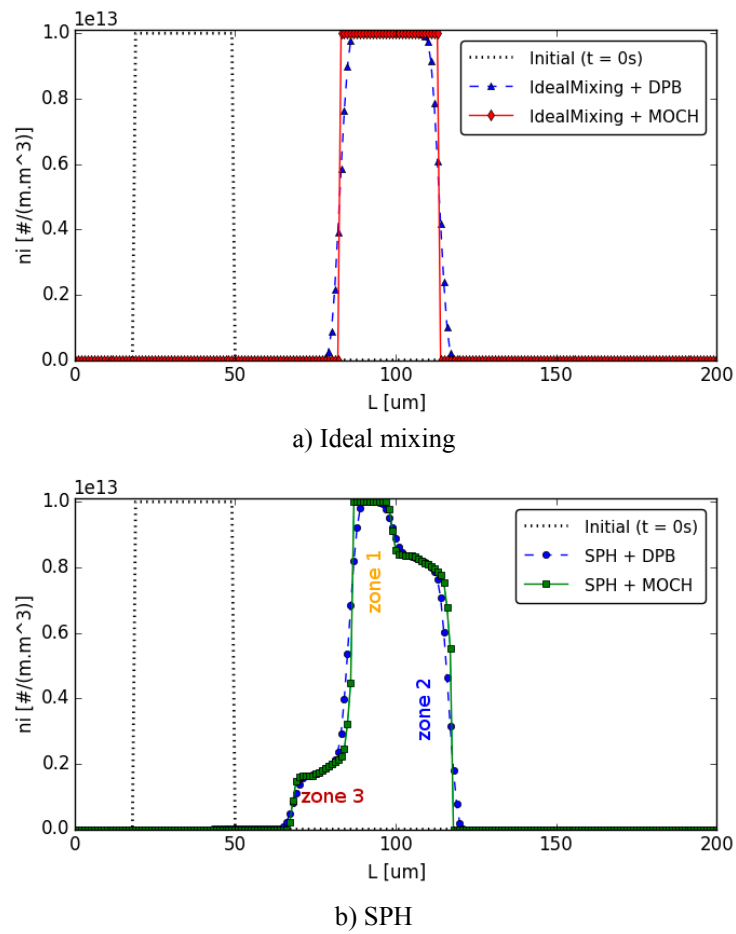 1e13
1.0
0.8
0.6
0.4
0.2
0.0
ni [#/(m.m^3)]
Initial (t = 0s)
IdealMixing + DPB
IdealMixing + MOCH
0 50 100 150 200
L [um]
a) Ideal mixing
1e13
1.0
0.8
0.6
0.4
0.2
0.0
ni [#/(m.m^3)]
Initial (t = 0s)
SPH + DPB
SPH + MOCH
zone 1
zone 2
zone 3
0 50 100 150 200
L [um]
b) SPH